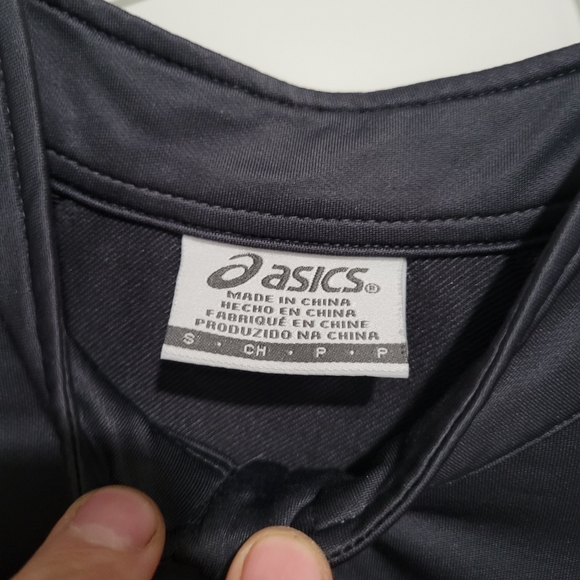 asics®
MADE IN CHINA
HECHO EN CHINA
FABRIQUÉ EN CHINE
PRODUZIDO NA CHINA
S · CH · P · P